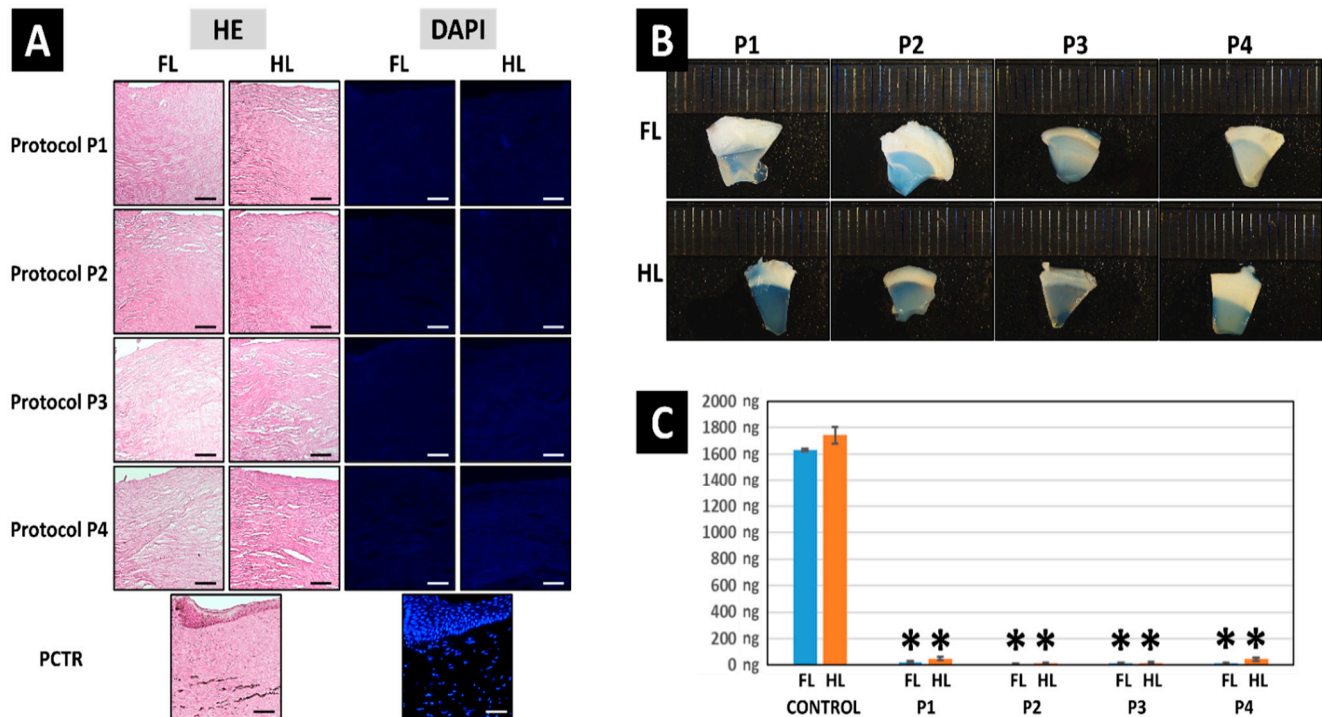 A
HE
DAPI
FL
HL
FL
HL
Protocol P1
Protocol P2
Protocol P3
Protocol P4
PCTR
B
P1
P2
P3
P4
FL
HL
C
2000 ng
1800 ng
1600 ng
1400 ng
1200 ng
1000 ng
800 ng
600 ng
400 ng
200 ng
0 ng
* * * * * * * *
FL HL FL HL FL HL FL HL FL HL
CONTROL P1 P2 P3 P4